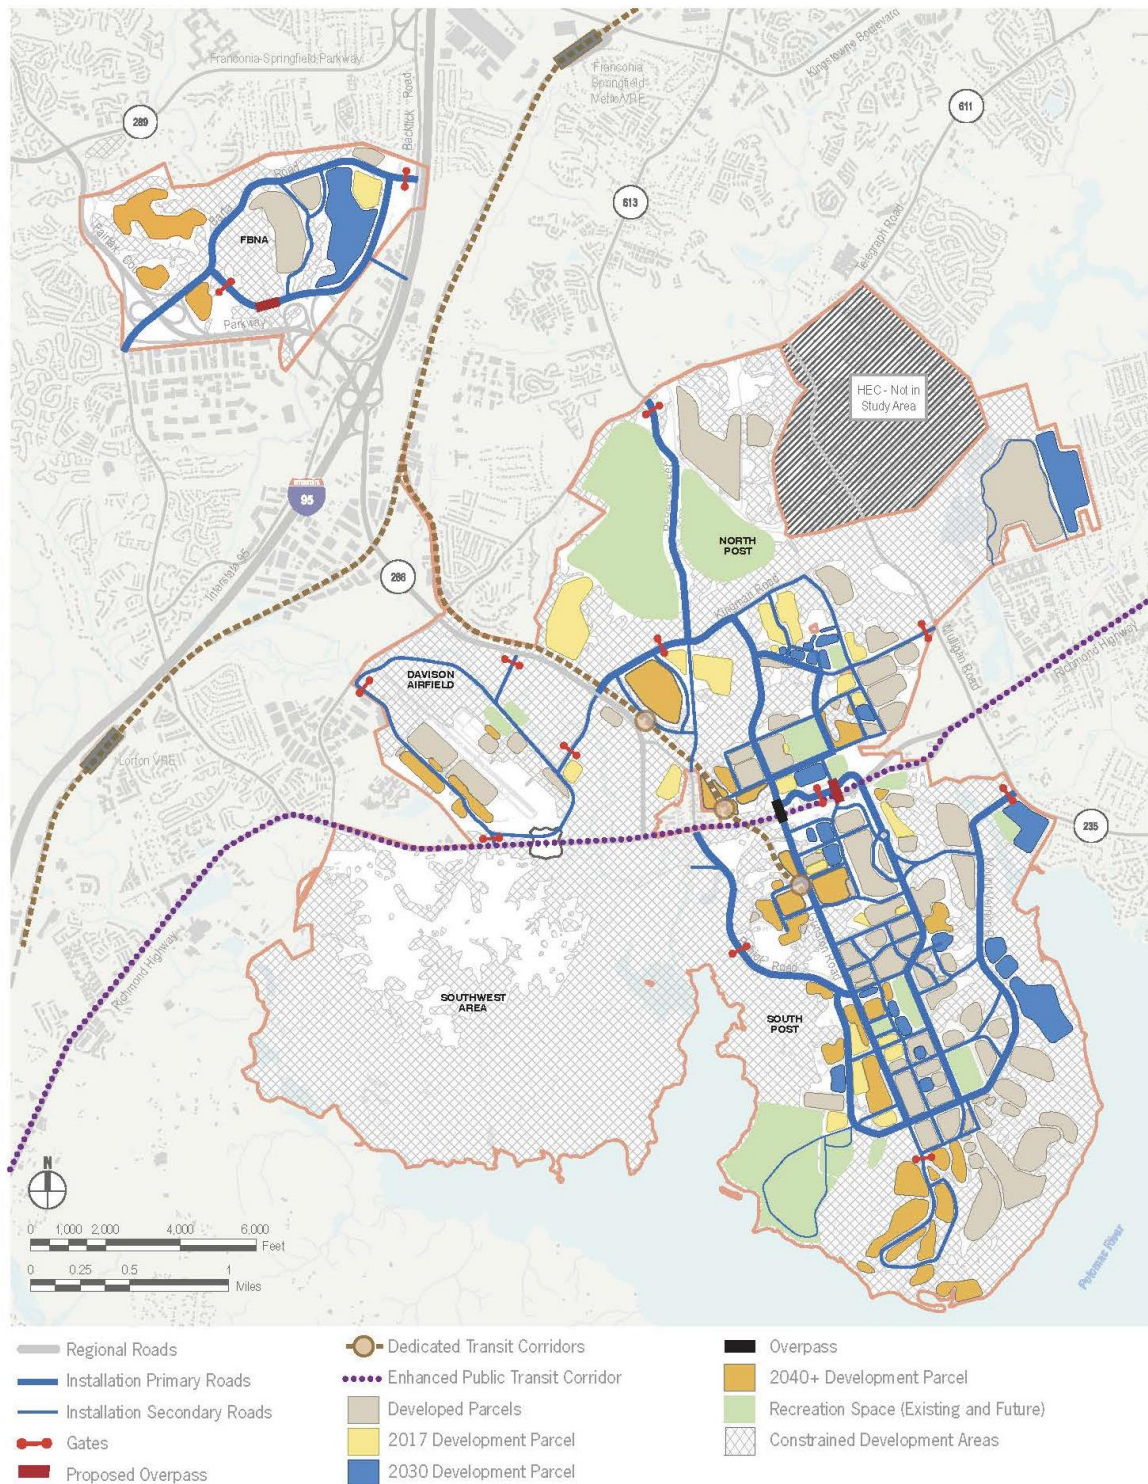 Franconia-Springfield Parkway
Backlick Road
Franconia
Springfield
Metro/VRE
Kingstowne Boulevard
289
611
613
Telegraph Road
Road
FBNA
Parkway
HEC - Not in
Study Area
95
Interstate 95
286
NORTH
POST
Kingman Road
DAVISON
AIRFIELD
Mulligan Road
Richmond Highway
Lorton VRE
235
Richmond Highway
SOUTHWEST
AREA
Road
SOUTH
POST
Potomac River
N
0 1,000 2,000 4,000 6,000
Feet
0 0.25 0.5 1
Miles
Regional Roads
Installation Primary Roads
Installation Secondary Roads
Gates
Proposed Overpass
Dedicated Transit Corridors
Enhanced Public Transit Corridor
Developed Parcels
2017 Development Parcel
2030 Development Parcel
Overpass
2040+ Development Parcel
Recreation Space (Existing and Future)
Constrained Development Areas